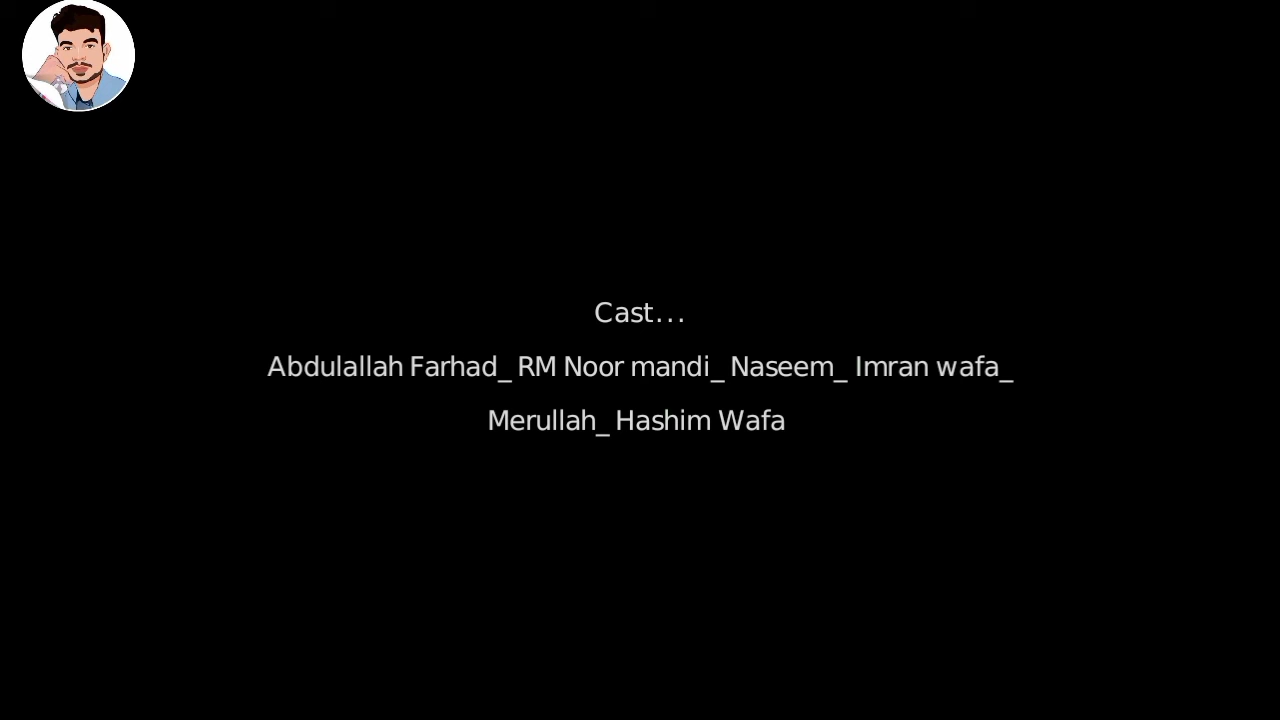 Cast...
Abdulallah Farhad_ RM Noor mandi_ Naseem_ Imran wafa_
Merullah_ Hashim Wafa